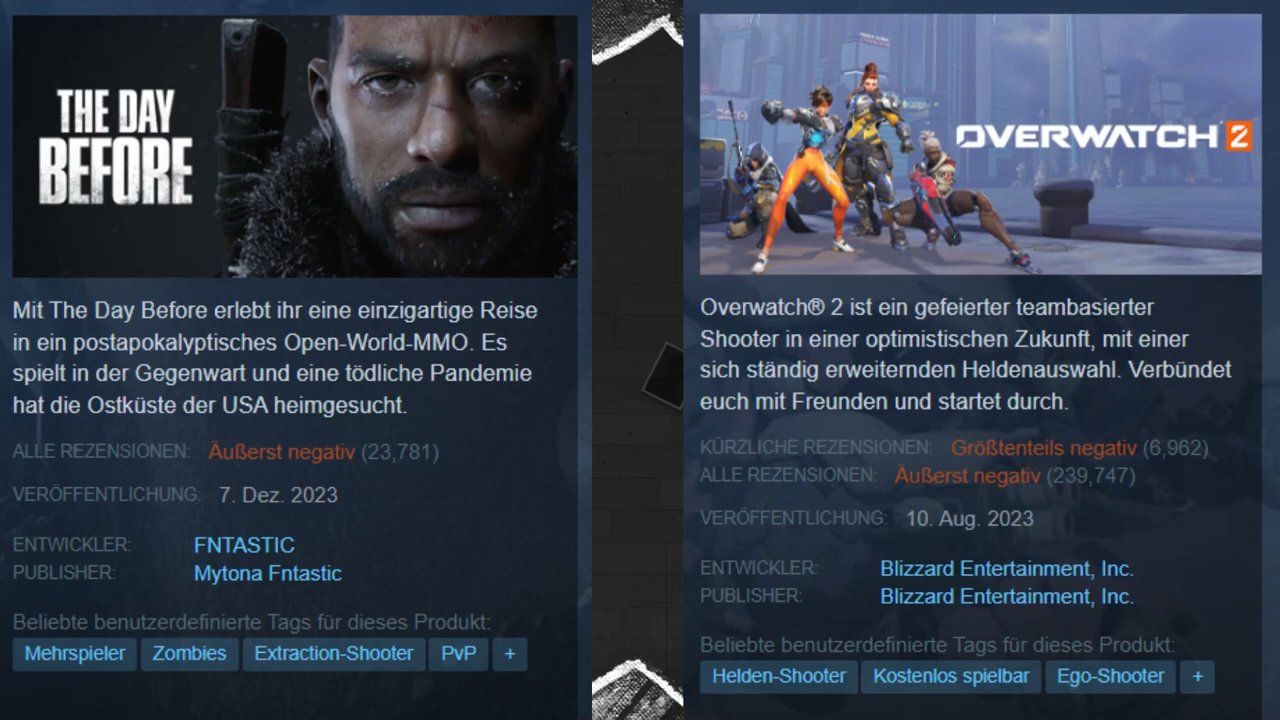 THE DAY
BEFORE
Mit The Day Before erlebt ihr eine einzigartige Reise
in ein postapokalyptisches Open-World-MMO. Es
spielt in der Gegenwart und eine tödliche Pandemie
hat die Ostküste der USA heimgesucht.
ALLE REZENSIONEN: Äußerst negativ (23,781)
VERÖFFENTLICHUNG: 7. Dez. 2023
ENTWICKLER: FNTASTIC
PUBLISHER: Mytona Fntastic
Beliebte benutzerdefinierte Tags für dieses Produkt:
Mehrspieler Zombies Extraction-Shooter PvP +
OVERWATCH 2
Overwatch® 2 ist ein gefeierter teambasierter
Shooter in einer optimistischen Zukunft, mit einer
sich ständig erweiternden Heldenauswahl. Verbündet
euch mit Freunden und startet durch.
KÜRZLICHE REZENSIONEN: Größtenteils negativ (6,962)
ALLE REZENSIONEN: Äußerst negativ (239,747)
VERÖFFENTLICHUNG: 10. Aug. 2023
ENTWICKLER: Blizzard Entertainment, Inc.
PUBLISHER: Blizzard Entertainment, Inc.
Beliebte benutzerdefinierte Tags für dieses Produkt:
Helden-Shooter Kostenlos spielbar Ego-Shooter +